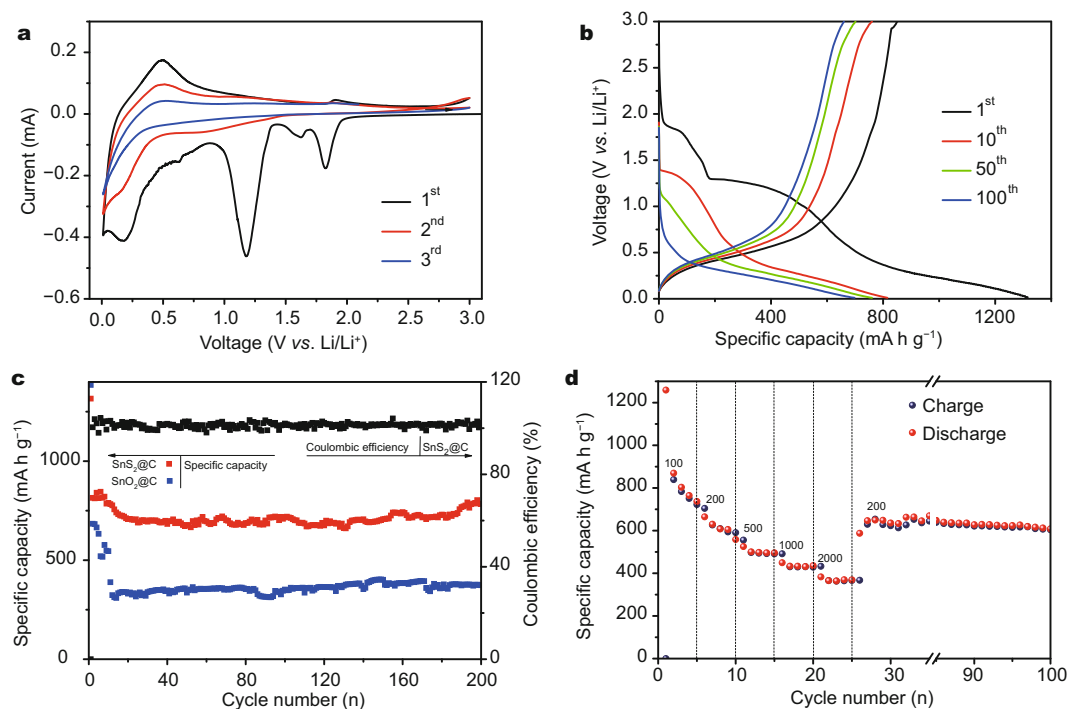 a
0.2
0.0
−0.2
−0.4
−0.6
Current (mA)
0.0 0.5 1.0 1.5 2.0 2.5 3.0
Voltage (V vs. Li/Li⁺)
1ˢᵗ
2ⁿᵈ
3ʳᵈ
b
3.0
2.5
2.0
1.5
1.0
0.5
0.0
Voltage (V vs. Li/Li⁺)
0 400 800 1200
Specific capacity (mA h g⁻¹)
1ˢᵗ
10ᵗʰ
50ᵗʰ
100ᵗʰ
c
1000
500
0
Specific capacity (mA h g⁻¹)
120
80
40
0
Coulombic efficiency (%)
SnS₂@C
SnO₂@C
Specific capacity
Coulombic efficiency
SnS₂@C
0 40 80 120 160 200
Cycle number (n)
d
1200
1000
800
600
400
200
0
Specific capacity (mA h g⁻¹)
100
200
500
1000
2000
200
Charge
Discharge
0 10 20 30 90 100
Cycle number (n)